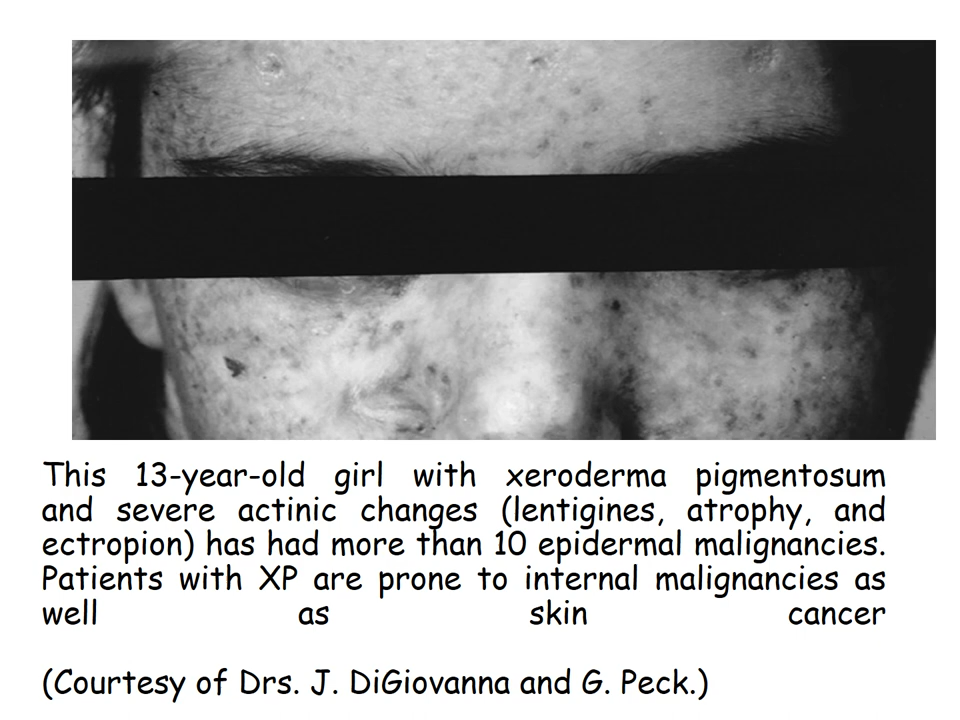 This 13-year-old girl with xeroderma pigmentosum
and severe actinic changes (lentigines, atrophy, and
ectropion) has had more than 10 epidermal malignancies.
Patients with XP are prone to internal malignancies as
well as skin cancer
(Courtesy of Drs. J. DiGiovanna and G. Peck.)